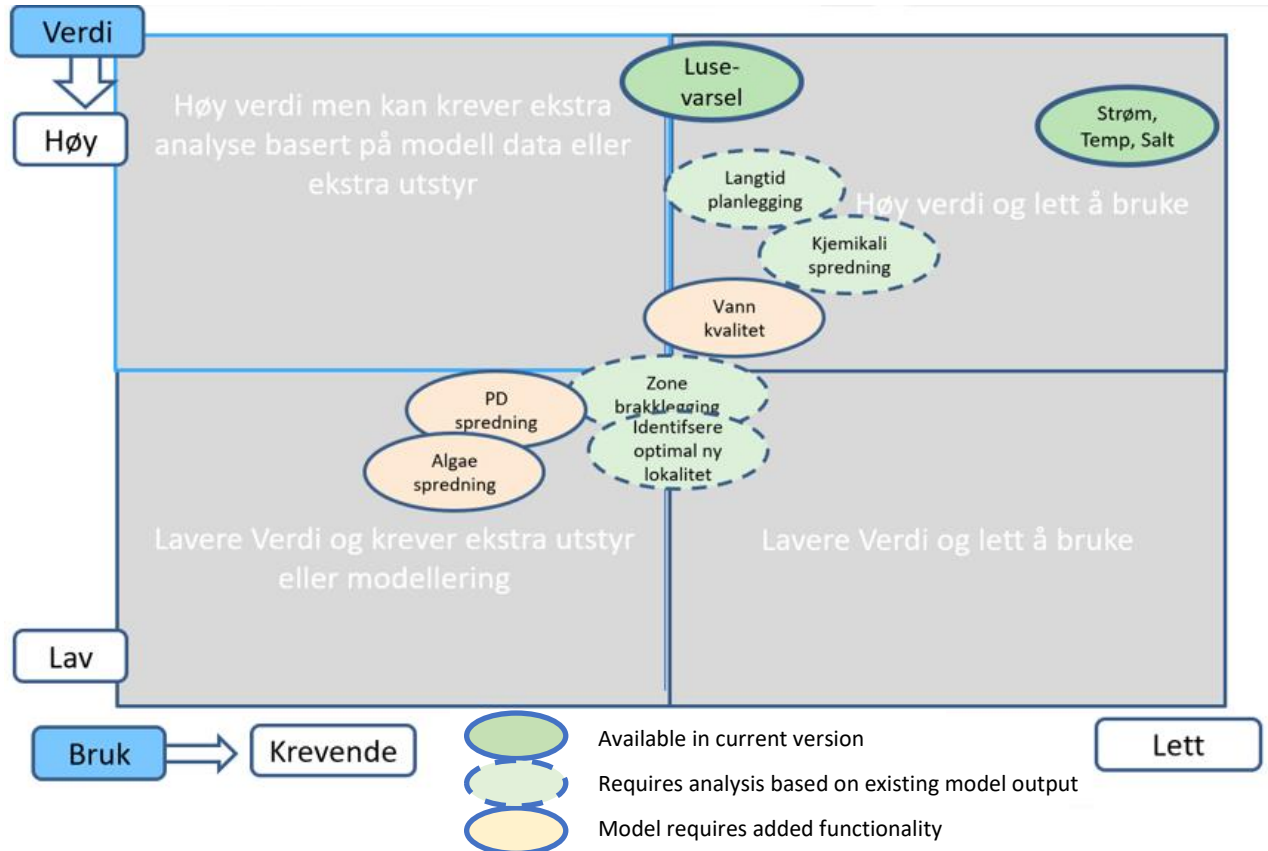 Verdi
Høy
Høy verdi men kan krever ekstra
analyse basert på modell data eller
ekstra utstyr
Luse-
varsel
Strøm,
Temp, Salt
Langtid
planlegging
Høy verdi og lett å bruke
Kjemikali
spredning
Vann
kvalitet
Zone
brakklegging
PD
spredning
Identifsere
optimal ny
lokalitet
Algae
spredning
Lavere Verdi og krever ekstra utstyr
eller modellering
Lavere Verdi og lett å bruke
Lav
Bruk
Krevende
Lett
Available in current version
Requires analysis based on existing model output
Model requires added functionality